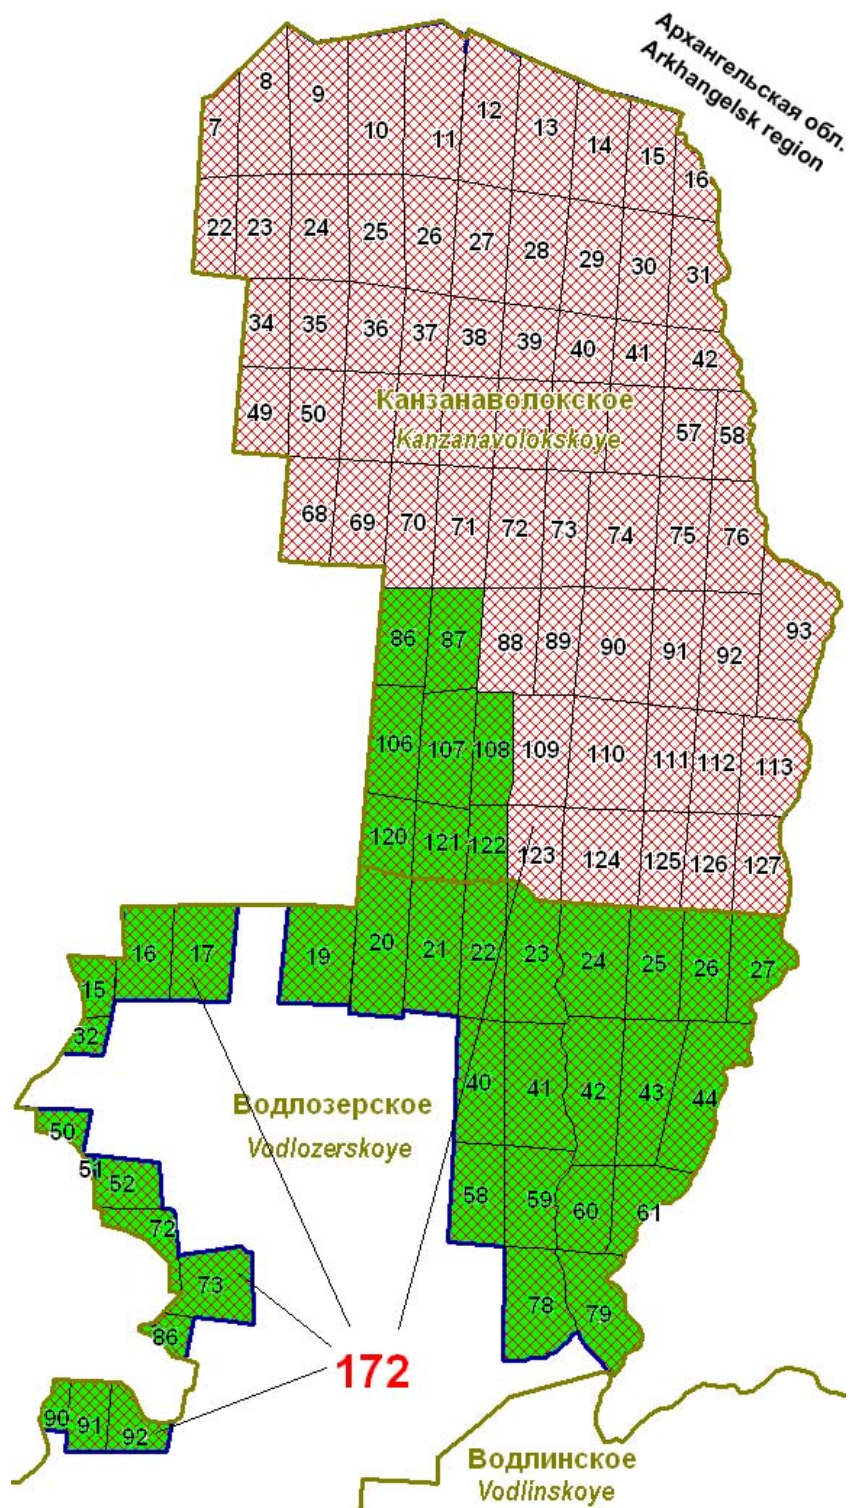 Архангельская обл.
Arkhangelsk region
7 8 9 10 11 12 13 14 15 16
22 23 24 25 26 27 28 29 30 31
34 35 36 37 38 39 40 41 42
Канзанаволокское
49 50 57 58
Kanzanavolokskoye
68 69 70 71 72 73 74 75 76
86 87 88 89 90 91 92 93
106 107 108 109 110 111 112 113
120 121 122 123 124 125 126 127
16 17 19 20 21 22 23 24 25 26 27
15
32
40 41 42 43 44
Водлозерское
50
Vodlozerskoye
51 52
58 59 60 61
72
73 78 79
86
172
90 91 92
Водлинское
Vodlinskoye